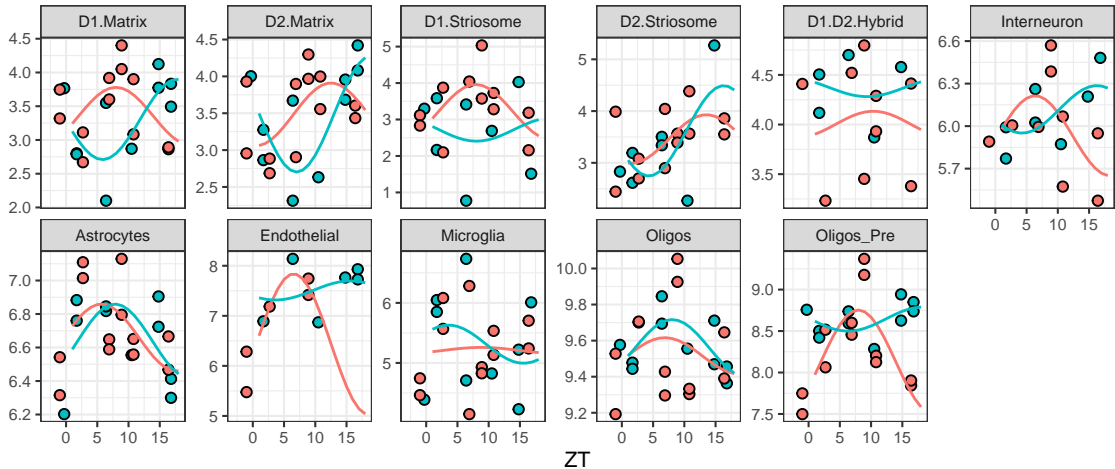 D1.Matrix D2.Matrix D1.Striosome D2.Striosome D1.D2.Hybrid Interneuron
4.5 4.0 3.5 3.0 2.5 2.0
4.5 4.0 3.5 3.0 2.5
5 4 3 2 1
5 4 3
4.5 4.0 3.5
6.6 6.3 6.0 5.7
0 5 10 15
Astrocytes Endothelial Microglia Oligos Oligos_Pre
7.0 6.8 6.6 6.4 6.2
8 7 6 5
6 5
10.0 9.8 9.6 9.4 9.2
9.0 8.5 8.0 7.5
0 5 10 15 0 5 10 15 0 5 10 15 0 5 10 15 0 5 10 15
ZT